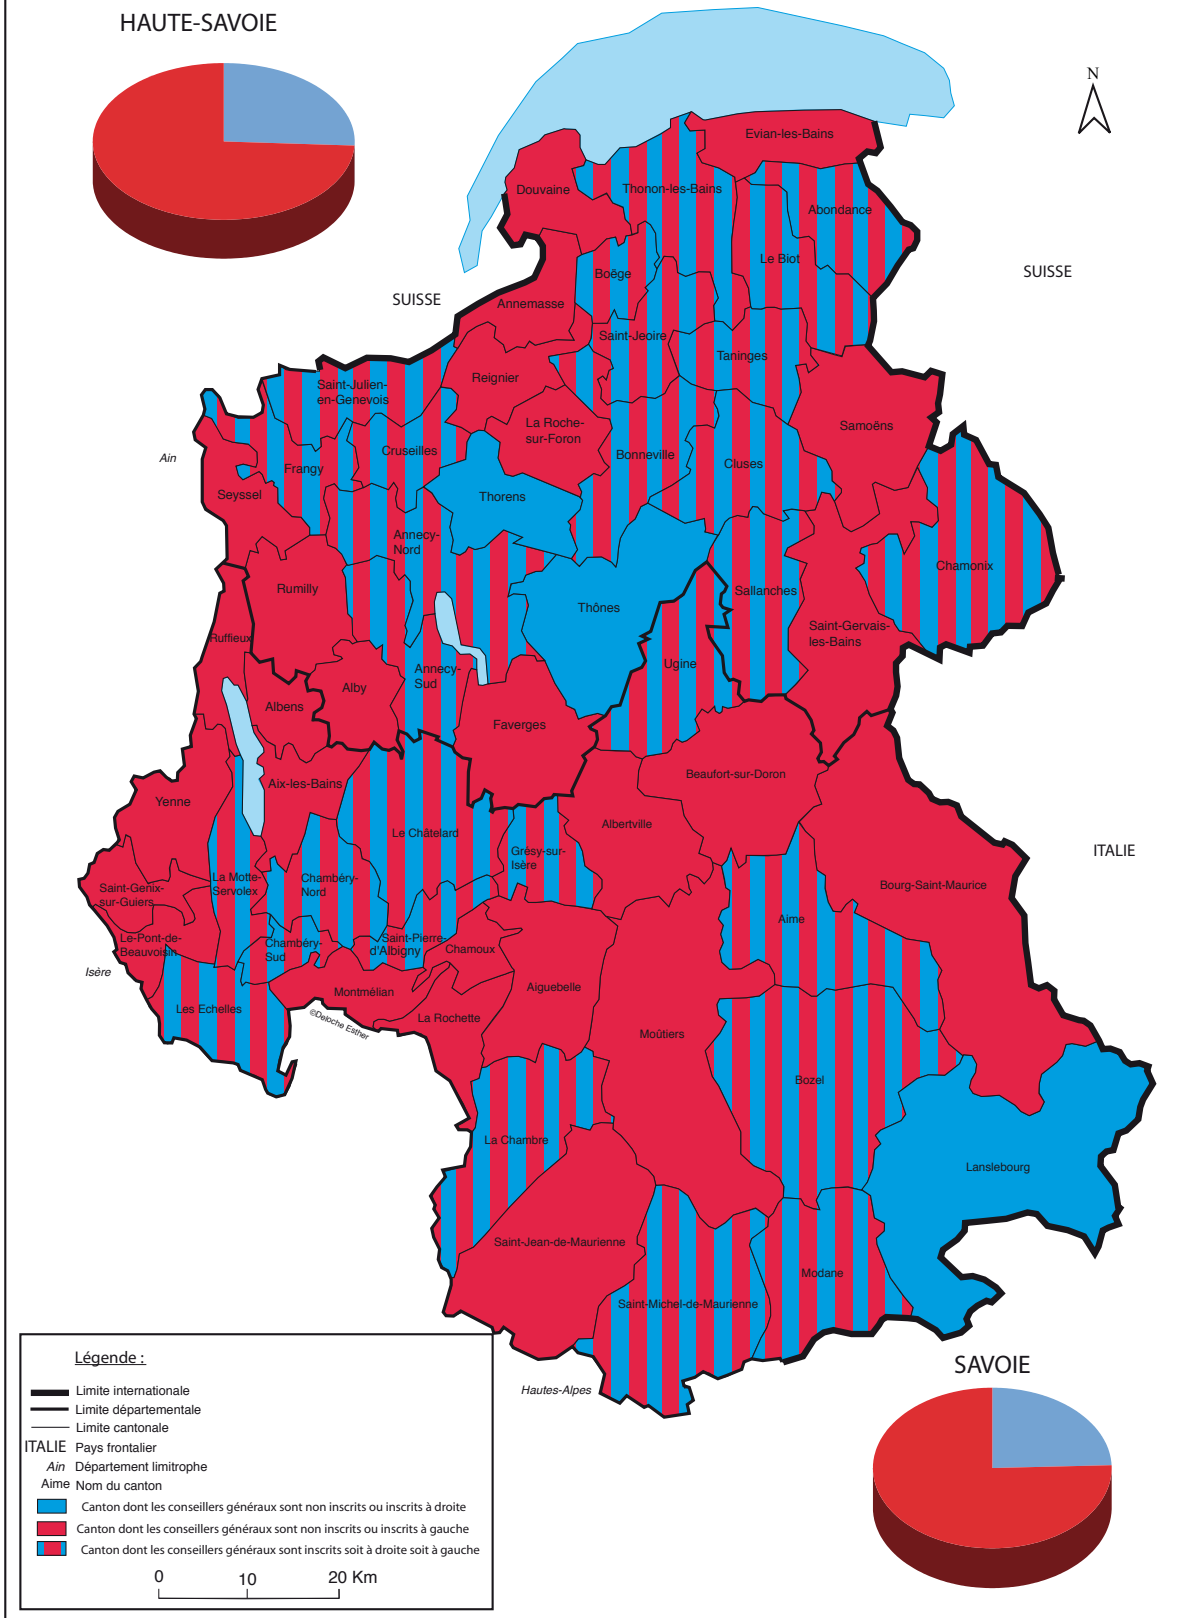 HAUTE-SAVOIE
N
Evian-les-Bains
Douvaine
Thonon-les-Bains
Abondance
Le Biot
SUISSE
Boëge
SUISSE
Annemasse
Saint-Jeoire
Taninges
Saint-Julien-
en-Genevois
Reignier
La Roche-
sur-Foron
Samoëns
Ain
Cruseilles
Frangy
Bonneville
Cluses
Seyssel
Thorens
Annecy-
Nord
Chamonix
Rumilly
Sallanches
Thônes
Saint-Gervais-
les-Bains
Ruffieux
Ugine
Annecy-
Sud
Alby
Albens
Faverges
Aix-les-Bains
Beaufort-sur-Doron
Yenne
Albertville
Le Châtelard
Grésy-sur-
Isère
ITALIE
La Motte-
Servolex
Chambéry-
Nord
Saint-Genix-
sur-Guiers
Bourg-Saint-Maurice
Aime
Le-Pont-de-
Beauvoisin
Chambéry-
Sud
Saint-Pierre-
d'Albigny
Chamoux
Isère
Aiguebelle
Montmélian
Les Echelles
©Deloche Esther
La Rochette
Moûtiers
Bozel
La Chambre
Lanslebourg
Saint-Jean-de-Maurienne
Modane
Saint-Michel-de-Maurienne
Hautes-Alpes
SAVOIE
Légende :
Limite internationale
Limite départementale
Limite cantonale
ITALIE Pays frontalier
Ain Département limitrophe
Aime Nom du canton
Canton dont les conseillers généraux sont non inscrits ou inscrits à droite
Canton dont les conseillers généraux sont non inscrits ou inscrits à gauche
Canton dont les conseillers généraux sont inscrits soit à droite soit à gauche
0 10 20 Km